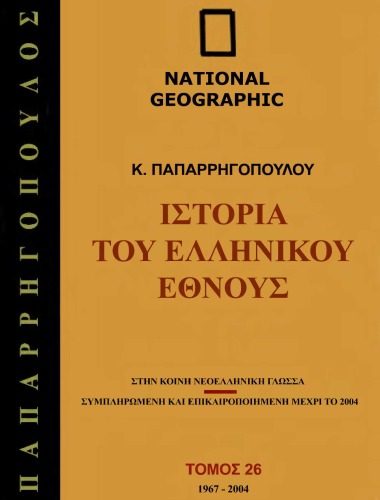 ΠΑΠΑΡΡΗΓΟΠΟΥΛΟΣ
NATIONAL
GEOGRAPHIC
Κ. ΠΑΠΑΡΡΗΓΟΠΟΥΛΟΥ
ΙΣΤΟΡΙΑ
ΤΟΥ ΕΛΛΗΝΙΚΟΥ
ΕΘΝΟΥΣ
ΣΤΗΝ ΚΟΙΝΗ ΝΕΟΕΛΛΗΝΙΚΗ ΓΛΩΣΣΑ
ΣΥΜΠΛΗΡΩΜΕΝΗ ΚΑΙ ΕΠΙΚΑΙΡΟΠΟΙΗΜΕΝΗ ΜΕΧΡΙ ΤΟ 2004
ΤΟΜΟΣ 26
1967 - 2004